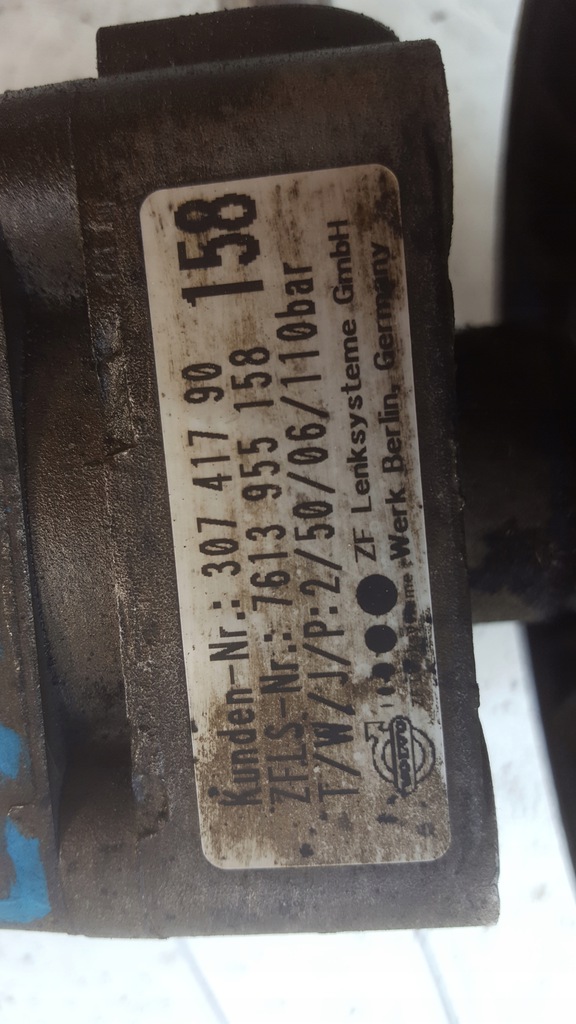 Kunden-Nr.: 307 417 90
ZFLS-Nr.: 7613 955 158 158
T/W/J/P:2/50/06/110bar
ZF Lenksysteme GmbH
Werk Berlin, Germany
VOLVO